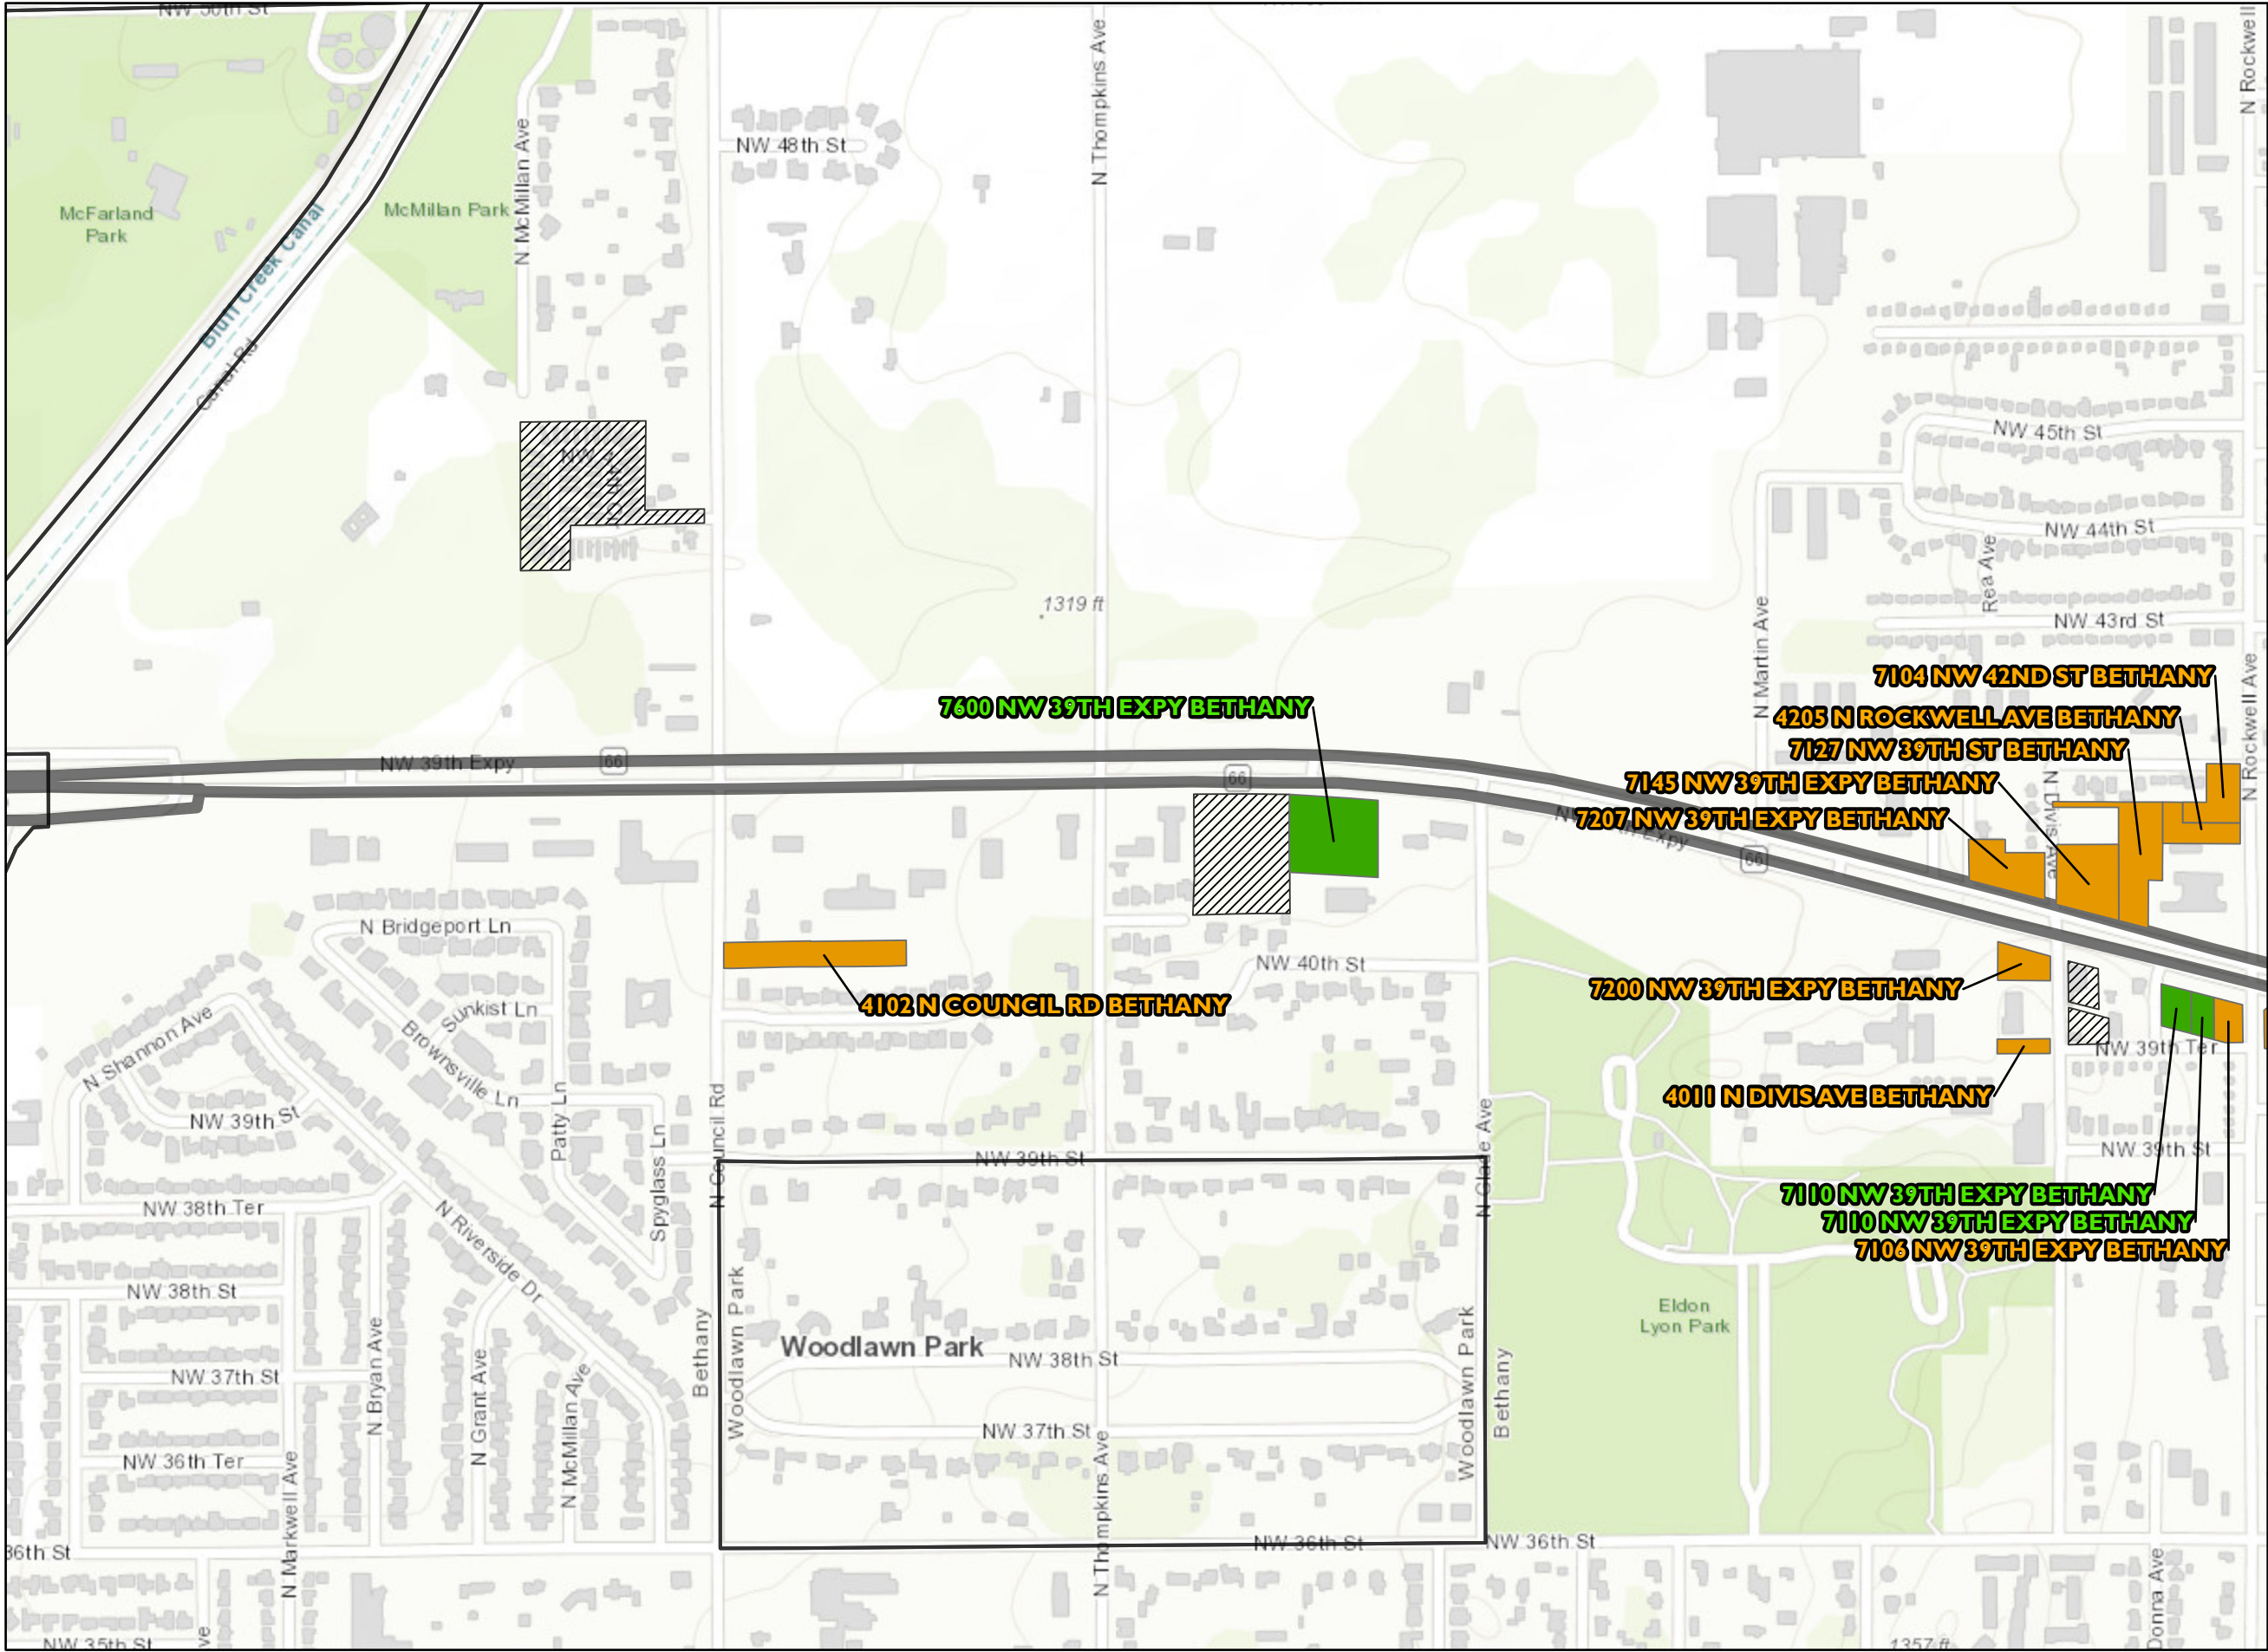 NW 50th St
N Rockwell
N Thompkins Ave
NW 48th St
N McMillan Ave
McFarland
Park
McMillan Park
Bluff Creek Canal
Canal Rd
NW 45th St
NW 44th St
Rea Ave
1319 ft
NW 43rd St
N Martin Ave
N Rockwell Ave
7104 NW 42ND ST BETHANY
7600 NW 39TH EXPY BETHANY
4205 N ROCKWELL AVE BETHANY
7127 NW 39TH ST BETHANY
NW 39th Expy
66
66
7145 NW 39TH EXPY BETHANY
7207 NW 39TH EXPY BETHANY
N Divis Ave
66
N Bridgeport Ln
NW 40th St
7200 NW 39TH EXPY BETHANY
4102 N COUNCIL RD BETHANY
Sunkist Ln
N Shannon Ave
Brownsville Ln
NW 39th Ter
4011 N DIVIS AVE BETHANY
NW 39th St
Patty Ln
N Council Rd
N Glade Ave
Spyglass Ln
NW 39th St
NW 39th St
7110 NW 39TH EXPY BETHANY
NW 38th Ter
7110 NW 39TH EXPY BETHANY
7106 NW 39TH EXPY BETHANY
N Riverside Dr
NW 38th St
Eldon
Lyon Park
Bethany
Woodlawn Park
Woodlawn Park
NW 38th St
Woodlawn Park
Bethany
NW 37th St
N Bryan Ave
N Grant Ave
N McMillan Ave
NW 37th St
NW 36th Ter
N Markwell Ave
N Thompkins Ave
36th St
NW 36th St
NW 36th St
Donna Ave
NW 35th St
ve
1357 ft